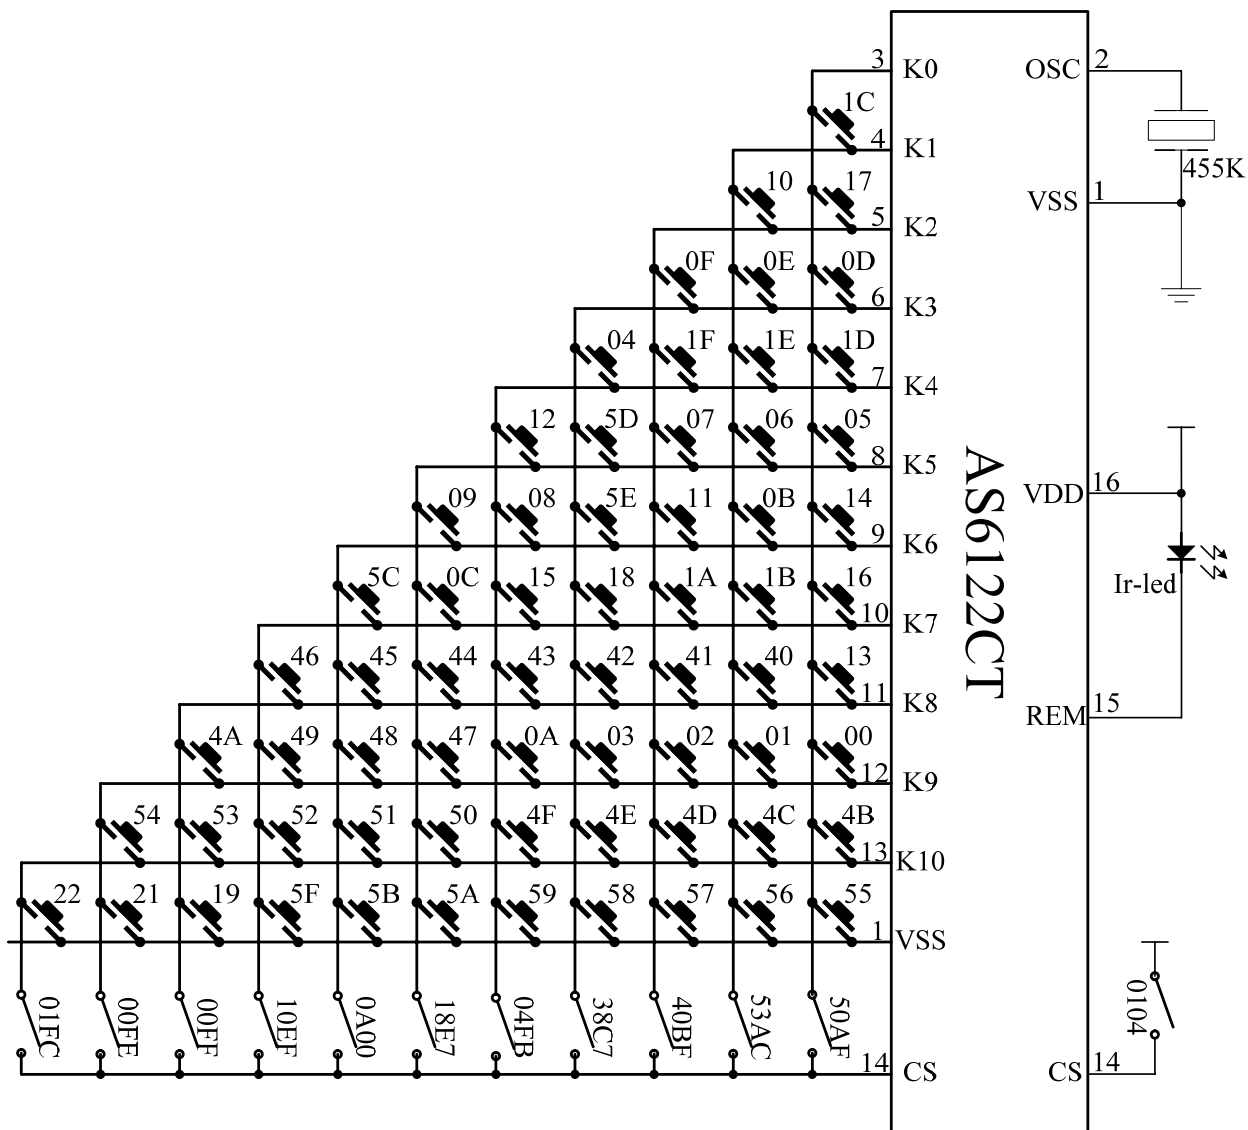 3 K0 OSC 2
1C
4 K1 455K
10 17 VSS 1
5 K2
0F 0E 0D
6 K3
04 1F 1E 1D
7 K4
12 5D 07 06 05
8 K5
09 08 5E 11 0B 14 VDD 16
9 K6
5C 0C 15 18 1A 1B 16 Ir-led
10 K7
46 45 44 43 42 41 40 13
11 K8 REM 15
4A 49 48 47 0A 03 02 01 00
12 K9
54 53 52 51 50 4F 4E 4D 4C 4B
13 K10
22 21 19 5F 5B 5A 59 58 57 56 55
1 VSS
01FC 00FE 00FF 10EF 0A00 18E7 04FB 38C7 40BF 53AC 50AF 0104
14 CS CS 14
AS6122CT